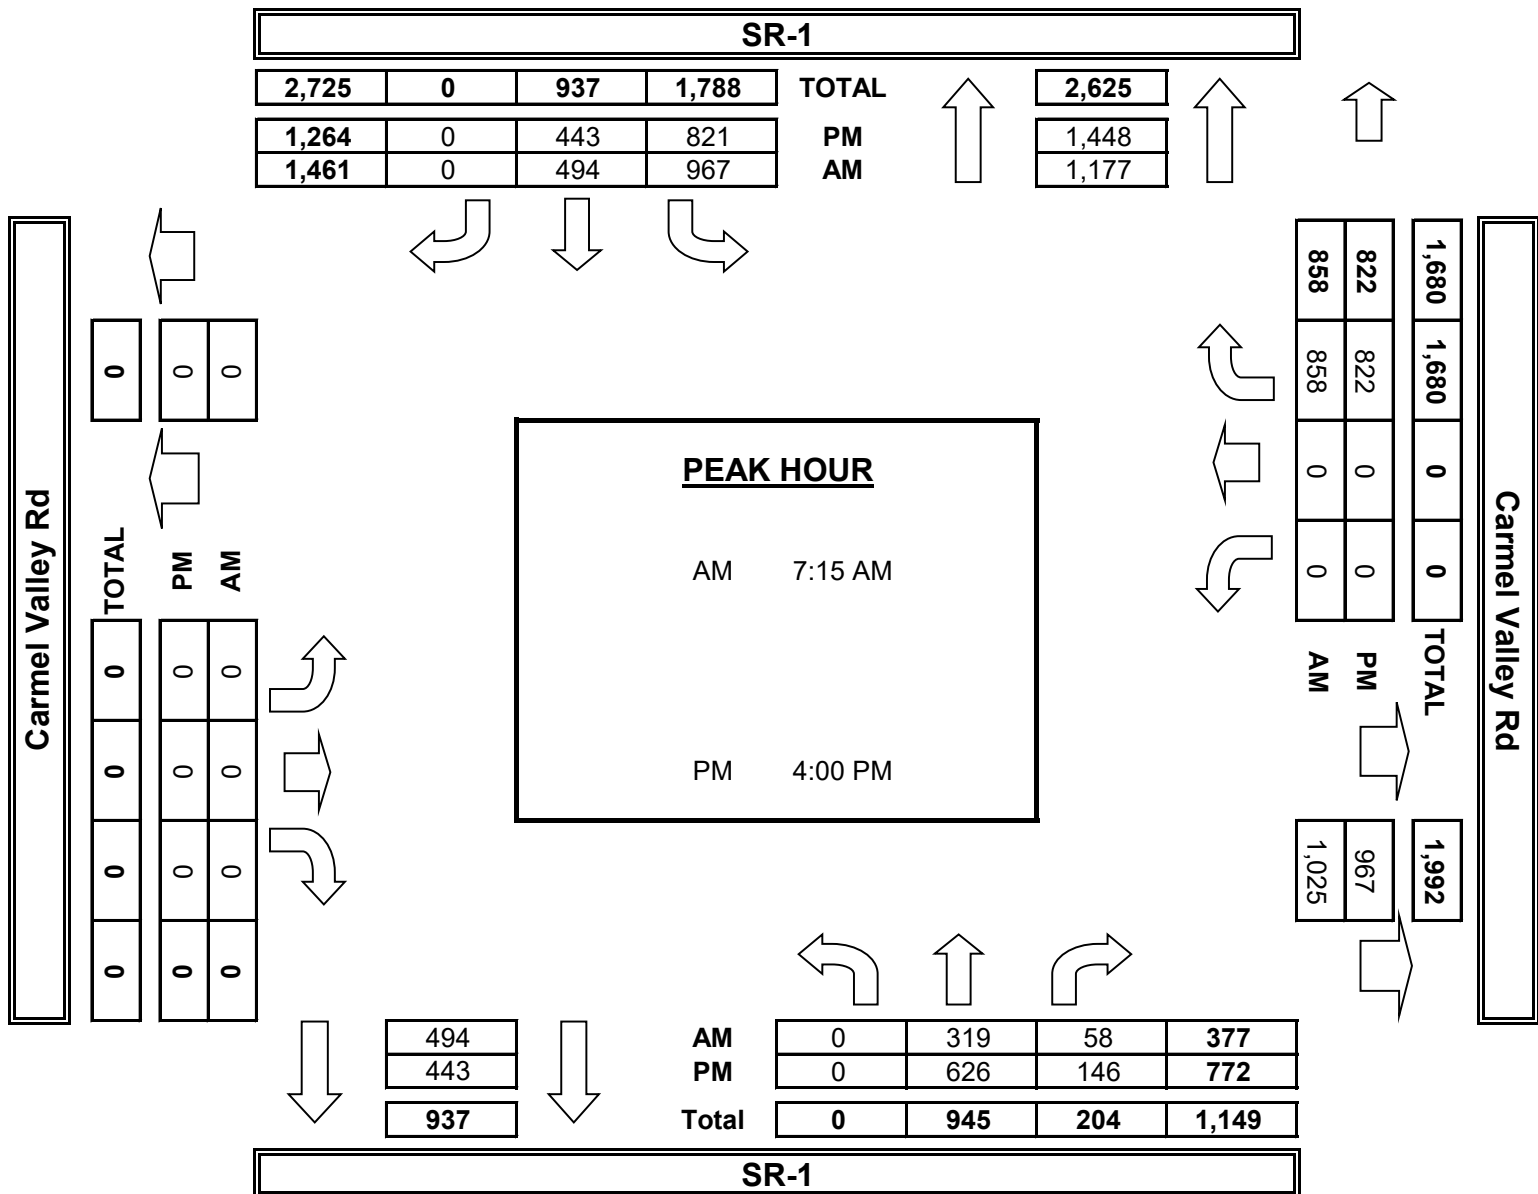 SR-1
2,725 0 937 1,788 TOTAL 2,625
1,264 0 443 821 PM 1,448
1,461 0 494 967 AM 1,177
Carmel Valley Rd
0 0 0
TOTAL PM AM
0 0 0
0 0 0
0 0 0
0 0 0
PEAK HOUR
AM 7:15 AM
PM 4:00 PM
1,680 1,680 0 0 TOTAL 1,992
822 822 0 0 PM 967
858 858 0 0 AM 1,025
Carmel Valley Rd
494 AM 0 319 58 377
443 PM 0 626 146 772
937 Total 0 945 204 1,149
SR-1